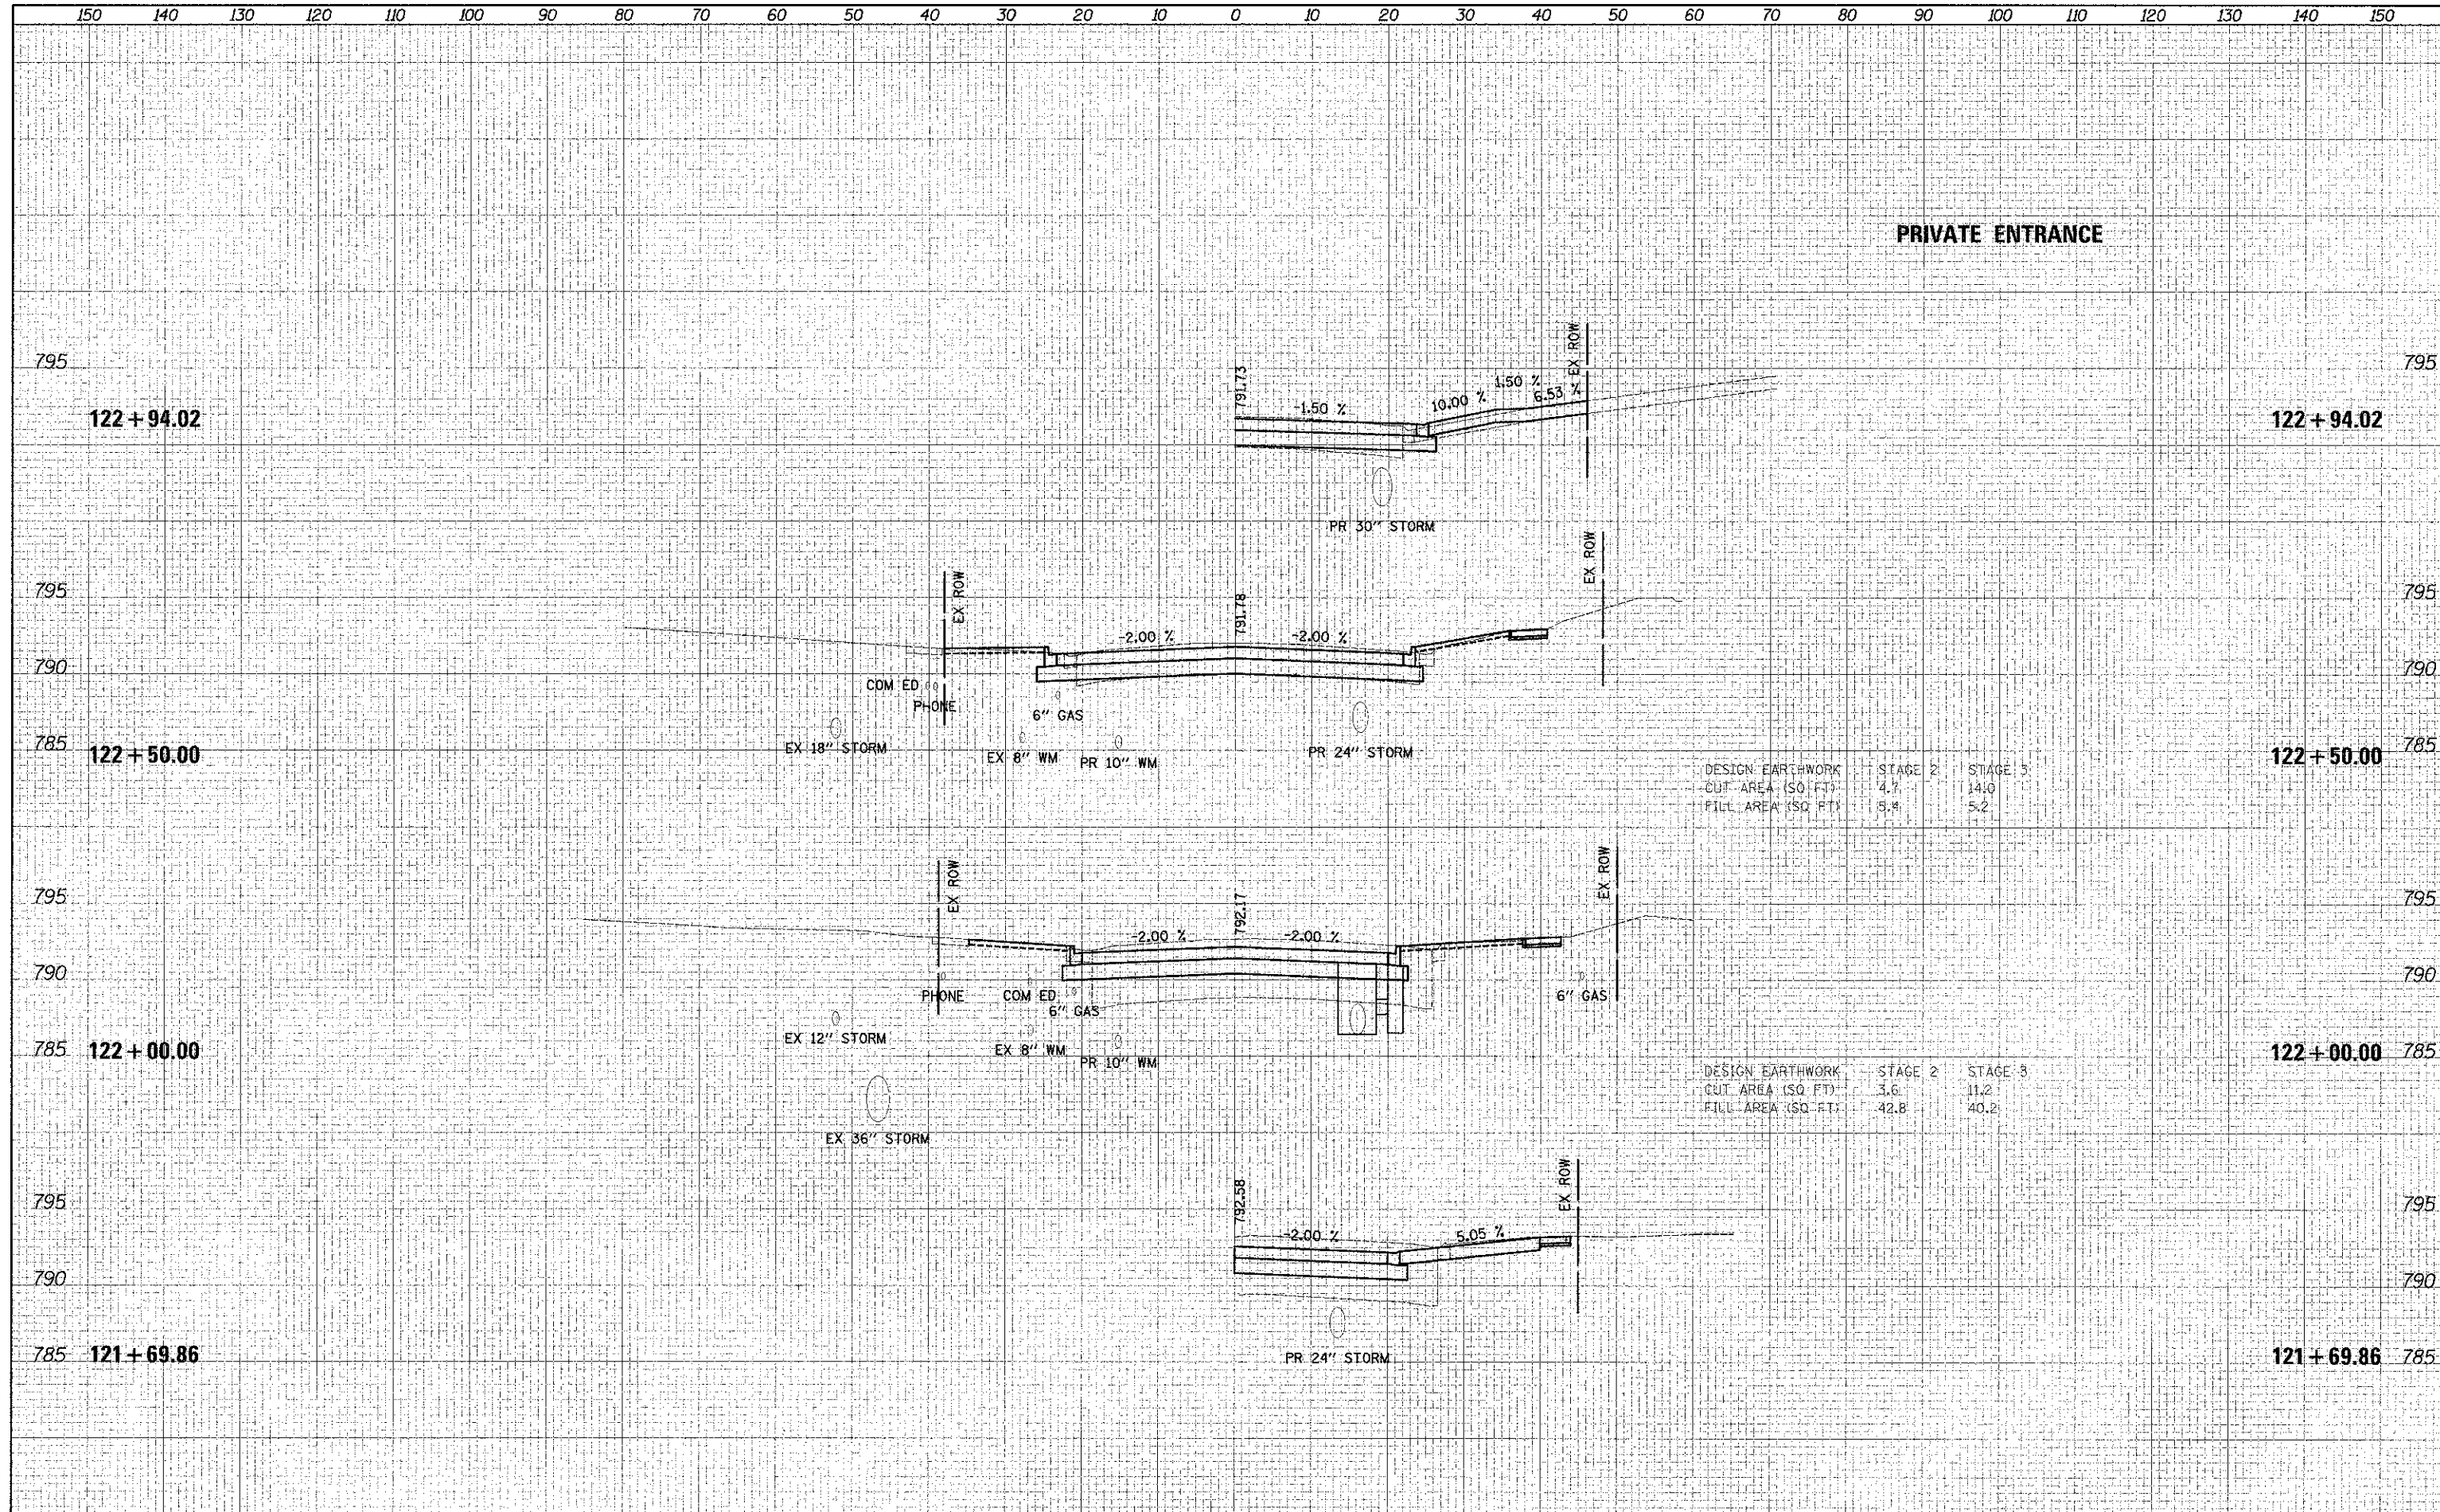 150 140 130 120 110 100 90 80 70 60 50 40 30 20 10 0 10 20 30 40 50 60 70 80 90 100 110 120 130 140 150
PRIVATE ENTRANCE
795 791.73 EX ROW 795
-1.50 % 10.00 % 1.50 % 6.53 %
122+94.02 122+94.02
PR 30" STORM
EX ROW EX ROW
795 791.78 795
-2.00 % -2.00 %
790 790
COM ED
PHONE
6" GAS
785 EX 18" STORM EX 8" WM PR 10" WM PR 24" STORM 785
122+50.00 122+50.00
DESIGN EARTHWORK STAGE 2 STAGE 3
CUT AREA (SQ FT) 4.7 14.0
FILL AREA (SQ FT) 5.4 5.2
EX ROW EX ROW
795 792.17 795
-2.00 % -2.00 %
790 790
PHONE COM ED 6" GAS
6" GAS
EX 12" STORM
EX 8" WM PR 10" WM
785 122+00.00 122+00.00 785
DESIGN EARTHWORK STAGE 2 STAGE 3
CUT AREA (SQ FT) 3.6 11.2
FILL AREA (SQ FT) 42.8 40.2
EX 36" STORM
EX ROW
795 792.58 795
-2.00 % 5.05 %
790 790
785 121+69.86 PR 24" STORM 121+69.86 785